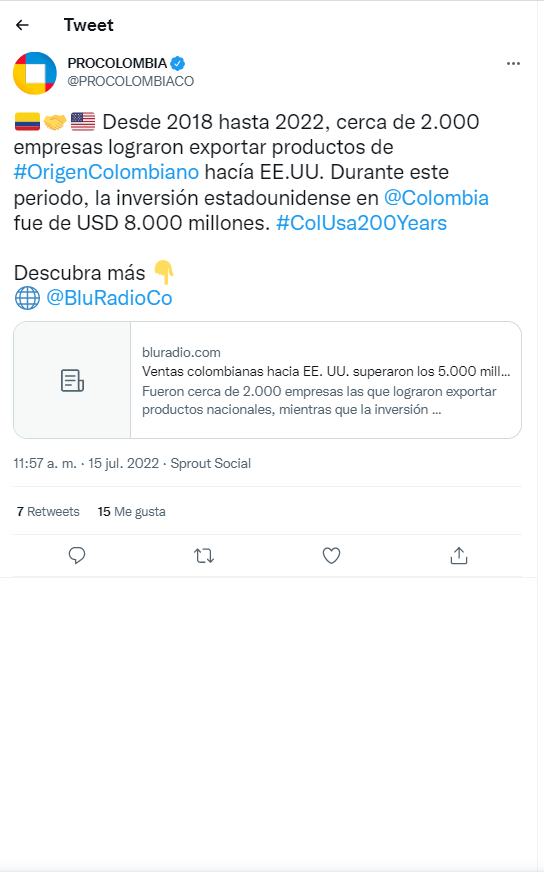 Tweet
PROCOLOMBIA
@PROCOLOMBIACO
Desde 2018 hasta 2022, cerca de 2.000
empresas lograron exportar productos de
#OrigenColombiano hacía EE.UU. Durante este
periodo, la inversión estadounidense en @Colombia
fue de USD 8.000 millones. #ColUsa200Years
Descubra más
@BluRadioCo
bluradio.com
Ventas colombianas hacia EE. UU. superaron los 5.000 mill...
Fueron cerca de 2.000 empresas las que lograron exportar
productos nacionales, mientras que la inversión ...
11:57 a. m. · 15 jul. 2022 · Sprout Social
7 Retweets 15 Me gusta